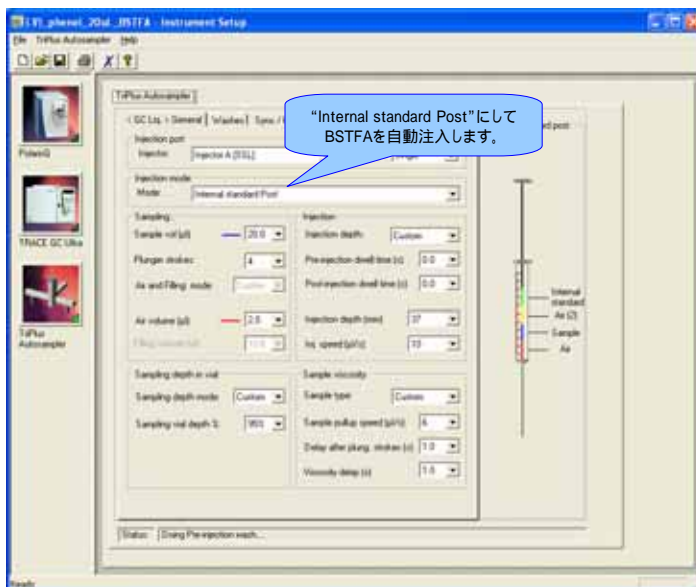 LVI_phenol_20ul_BSTFA - Instrument Setup
File TriPlus Autosampler Help
PolarisQ
TRACE GC Ultra
TriPlus
Autosampler
TriPlus Autosampler
"Internal standard Post"にして
BSTFAを自動注入します。
GC Liq. > General
Washes
Injection port
Injector
Injector A (SSL)
Injection mode
Mode
Internal standard Post
Sampling
Sample vol (µl) 20.0
Plunger strokes 4
Air and Filling mode Custom
Air volume (µl) 2.0
Sampling depth in vial
Sampling depth mode Custom
Sampling vial depth %
Injection
Injection depth: Custom
Pre-injection dwell time (s) 0.0
Post-injection dwell time (s) 0.0
Injection depth (mm) 37
Inj. speed (µl/s) 10
Sample viscosity
Sample type Custom
Sample pullup speed (µl/s) 6
Delay after plung. strokes (s) 1.0
Viscosity delay (s) 1.0
Internal
standard
Air (2)
Sample
Air
Status: Doing Pre-injection wash...
Ready